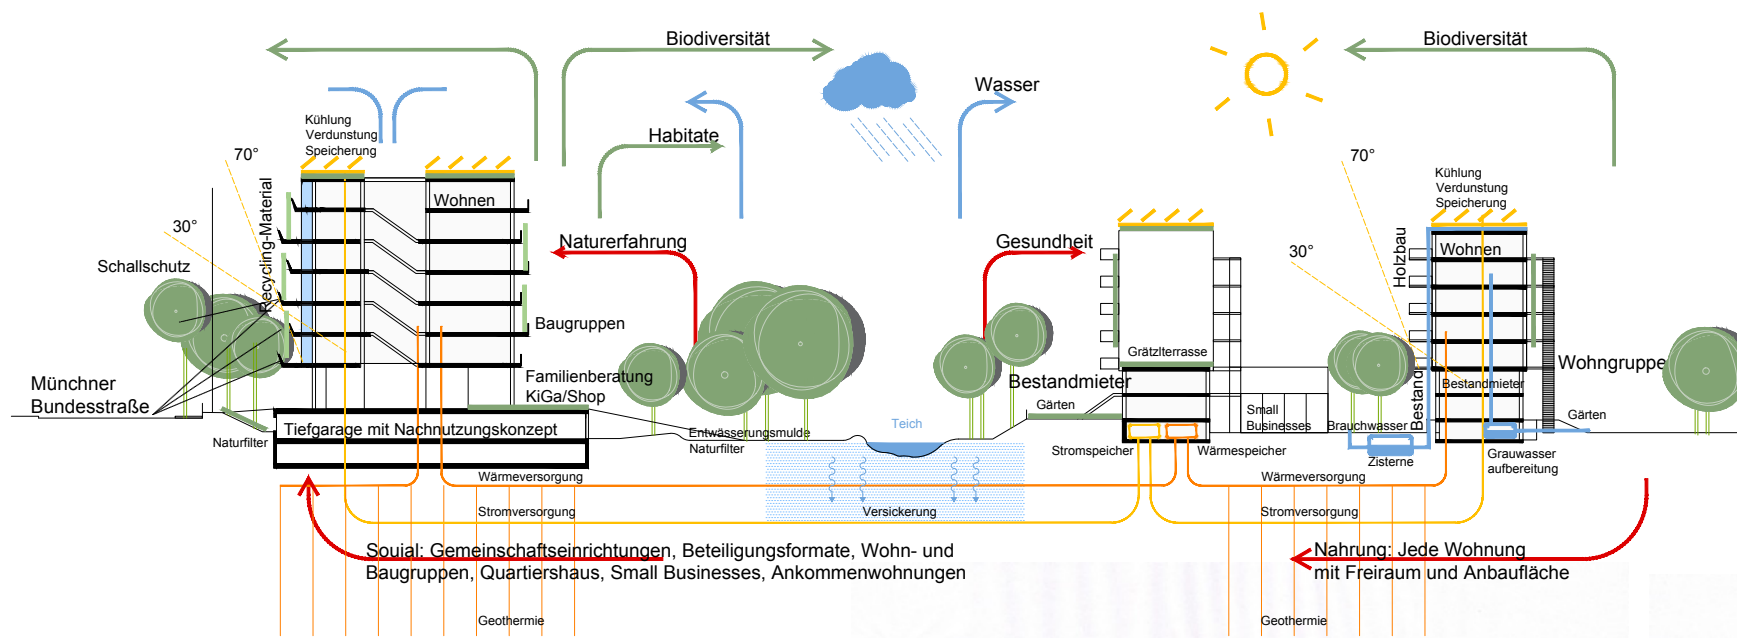 Biodiversität
Biodiversität
Wasser
Kühlung
Verdunstung
Speicherung
Habitate
70°
70°
Kühlung
Verdunstung
Speicherung
Wohnen
30°
Recycling-Material
Naturerfahrung
Gesundheit
30°
Holzbau
Wohnen
Schallschutz
Baugruppen
Grätzlterrasse
Wohngruppe
Münchner
Bundesstraße
Familienberatung
KiGa/Shop
Bestandmieter
Bestand
Bestandmieter
Gärten
Small
Businesses
Brauchwasser
Gärten
Naturfilter
Tiefgarage mit Nachnutzungskonzept
Entwässerungsmulde
Naturfilter
Teich
Stromspeicher
Wärmespeicher
Zisterne
Grauwasser
aufbereitung
Wärmeversorgung
Wärmeversorgung
Stromversorgung
Versickerung
Stromversorgung
Souial: Gemeinschaftseinrichtungen, Beteiligungsformate, Wohn- und
Baugruppen, Quartiershaus, Small Businesses, Ankommenwohnungen
Nahrung: Jede Wohnung
mit Freiraum und Anbaufläche
Geothermie
Geothermie